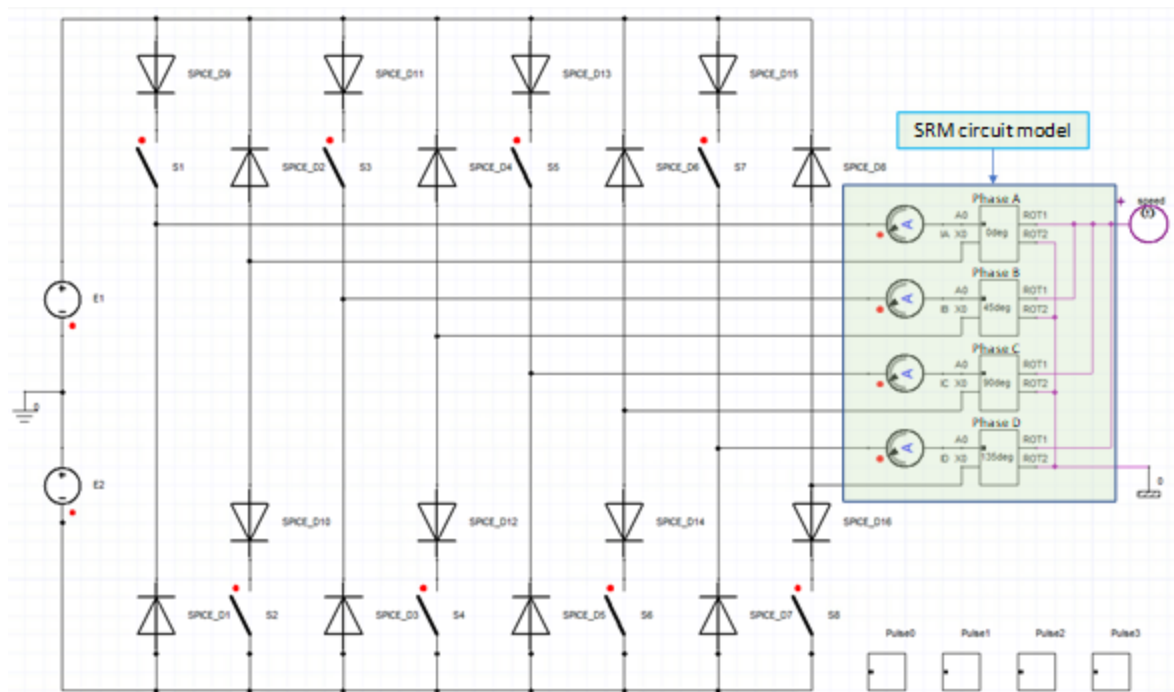 SPICE_D9
SPICE_D11
SPICE_D13
SPICE_D15
SRM circuit model
S1
SPICE_D2
S3
SPICE_D4
S5
SPICE_D6
S7
SPICE_D8
Phase A
speed
A0
ROT1
IA X0
0deg
ROT2
A
Phase B
A0
ROT1
IB X0
45deg
ROT2
A
E1
Phase C
A0
ROT1
IC X0
90deg
ROT2
A
0
Phase D
A0
ROT1
ID X0
135deg
ROT2
A
E2
0
SPICE_D10
SPICE_D12
SPICE_D14
SPICE_D16
SPICE_D1
S2
SPICE_D3
S4
SPICE_D5
S6
SPICE_D7
S8
Pulse0
Pulse1
Pulse2
Pulse3